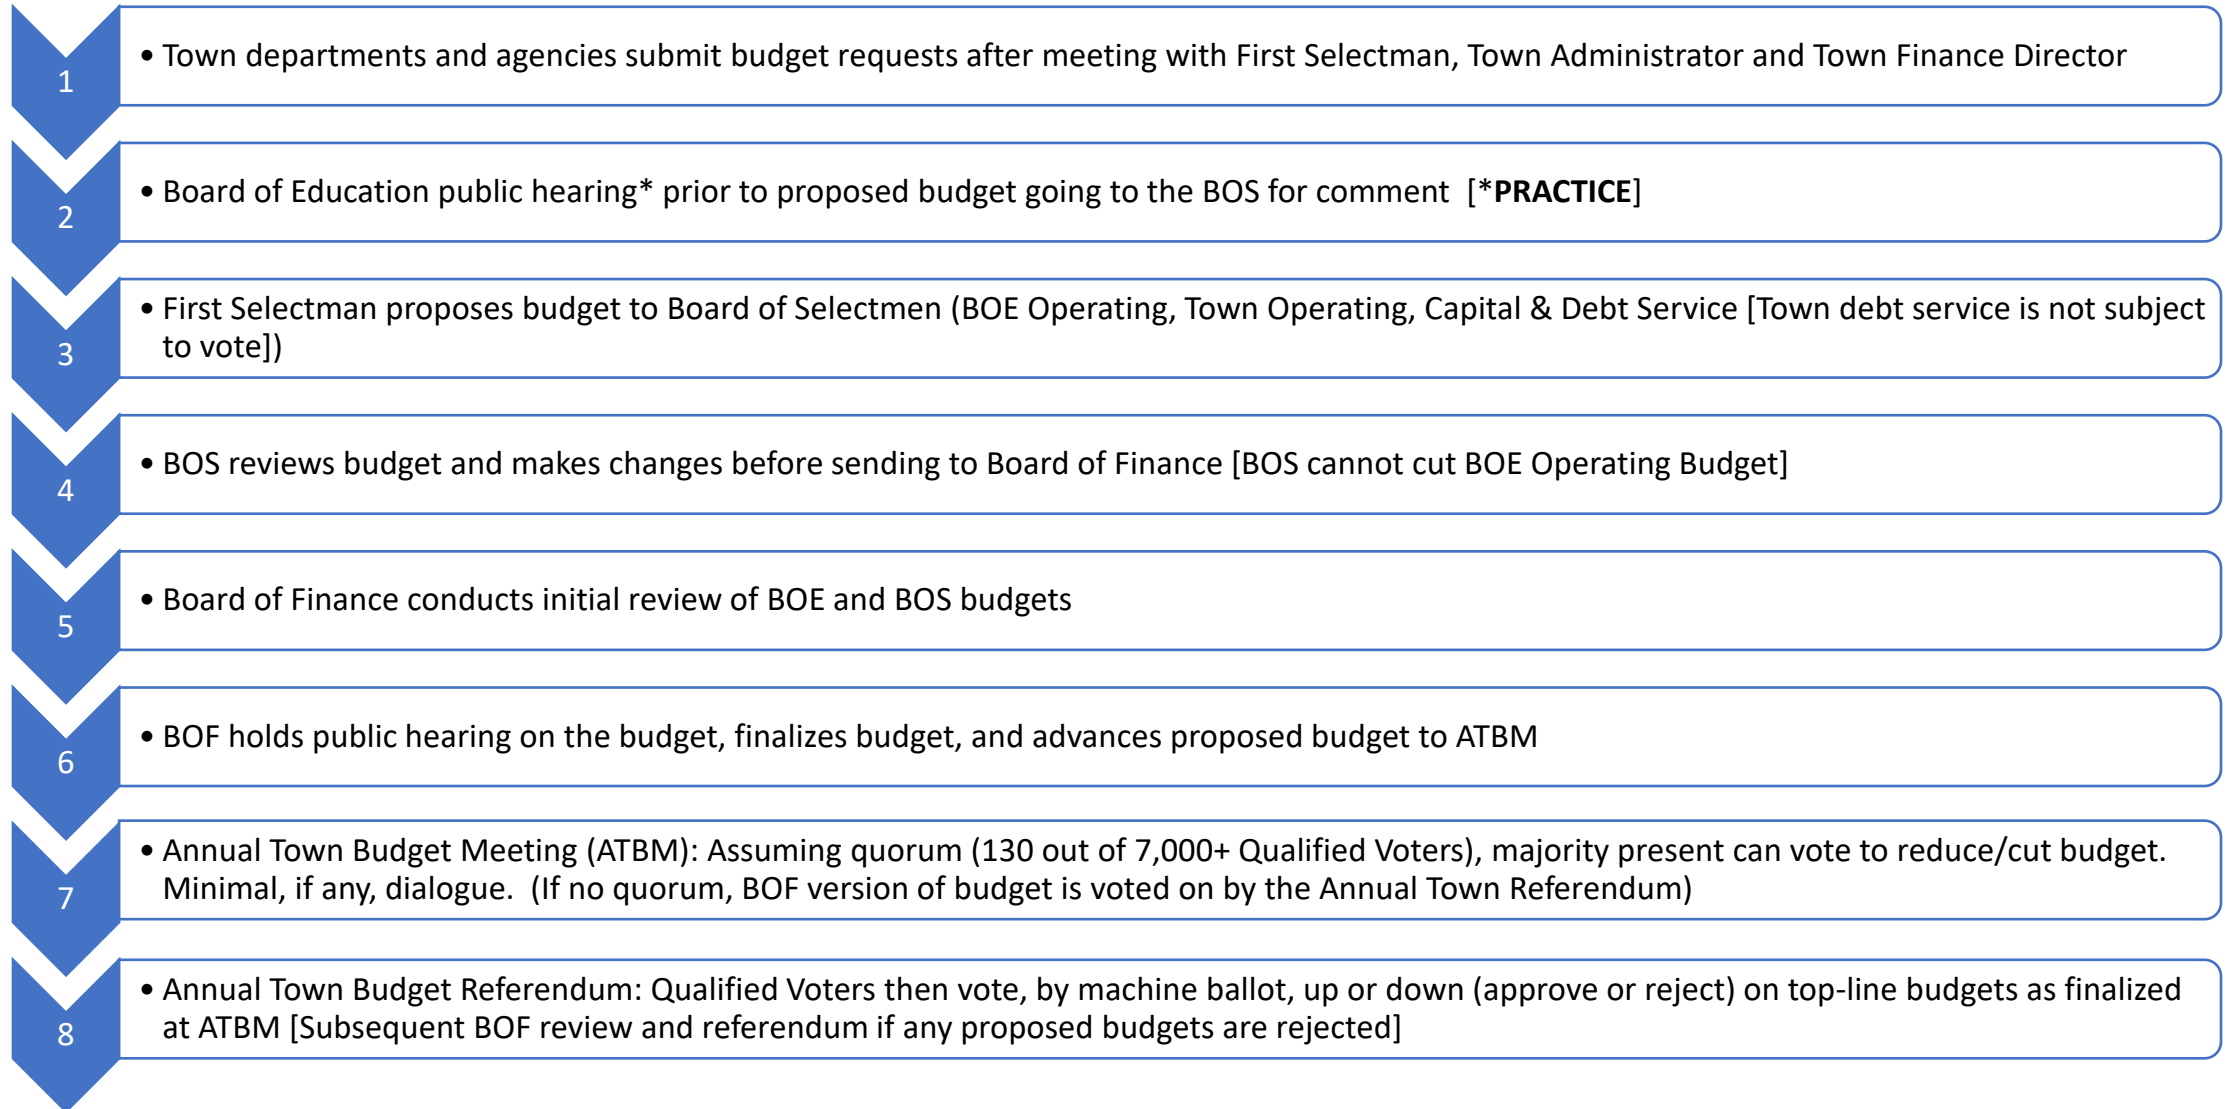 1
• Town departments and agencies submit budget requests after meeting with First Selectman, Town Administrator and Town Finance Director
2
• Board of Education public hearing* prior to proposed budget going to the BOS for comment  [*PRACTICE]
3
• First Selectman proposes budget to Board of Selectmen (BOE Operating, Town Operating, Capital & Debt Service [Town debt service is not subject
to vote])
4
• BOS reviews budget and makes changes before sending to Board of Finance [BOS cannot cut BOE Operating Budget]
5
• Board of Finance conducts initial review of BOE and BOS budgets
6
• BOF holds public hearing on the budget, finalizes budget, and advances proposed budget to ATBM
7
• Annual Town Budget Meeting (ATBM): Assuming quorum (130 out of 7,000+ Qualified Voters), majority present can vote to reduce/cut budget.
Minimal, if any, dialogue.  (If no quorum, BOF version of budget is voted on by the Annual Town Referendum)
8
• Annual Town Budget Referendum: Qualified Voters then vote, by machine ballot, up or down (approve or reject) on top-line budgets as finalized
at ATBM [Subsequent BOF review and referendum if any proposed budgets are rejected]